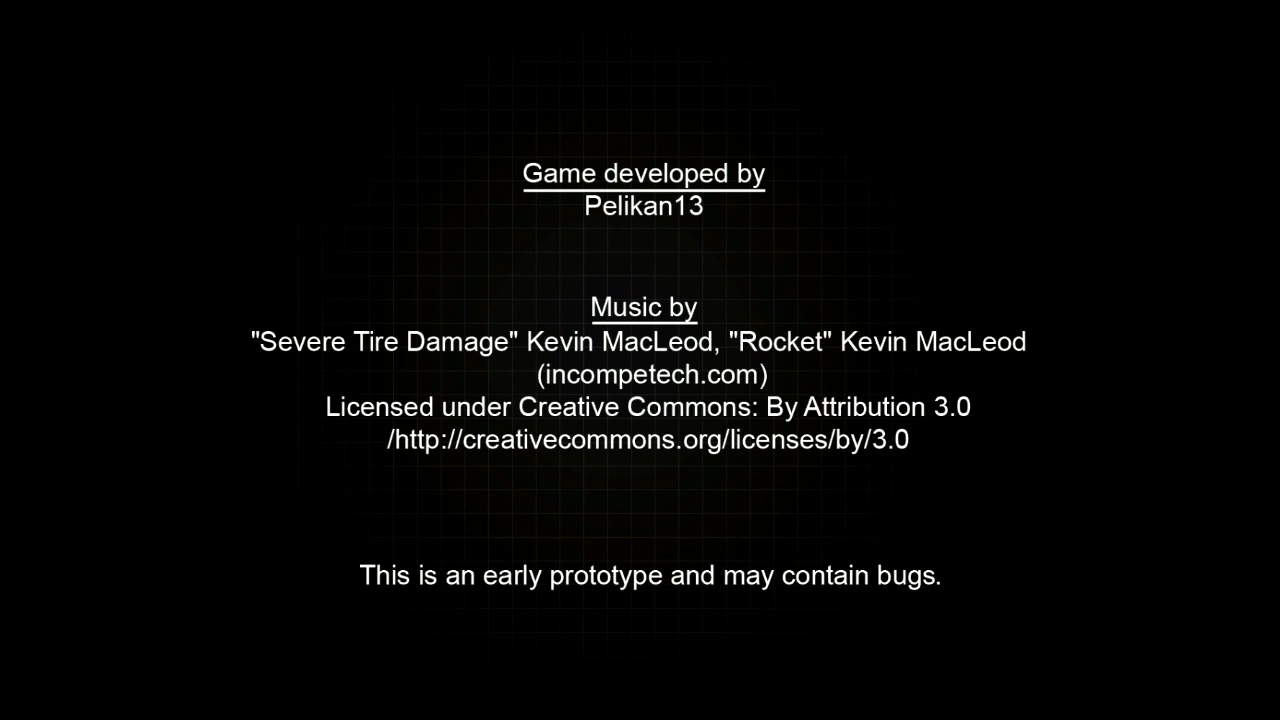 Game developed by
Pelikan13
Music by
"Severe Tire Damage" Kevin MacLeod, "Rocket" Kevin MacLeod
(incompetech.com)
Licensed under Creative Commons: By Attribution 3.0
/http://creativecommons.org/licenses/by/3.0
This is an early prototype and may contain bugs.